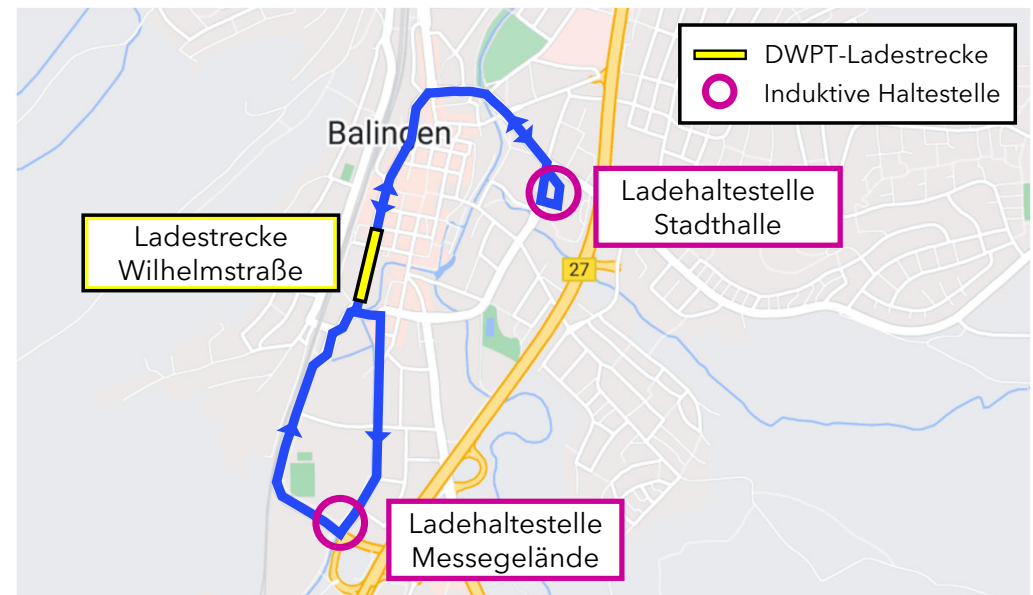 DWPT-Ladestrecke
Induktive Haltestelle
Balingen
Ladehaltestelle
Stadthalle
Ladestrecke
Wilhelmstraße
27
Ladehaltestelle
Messegelände